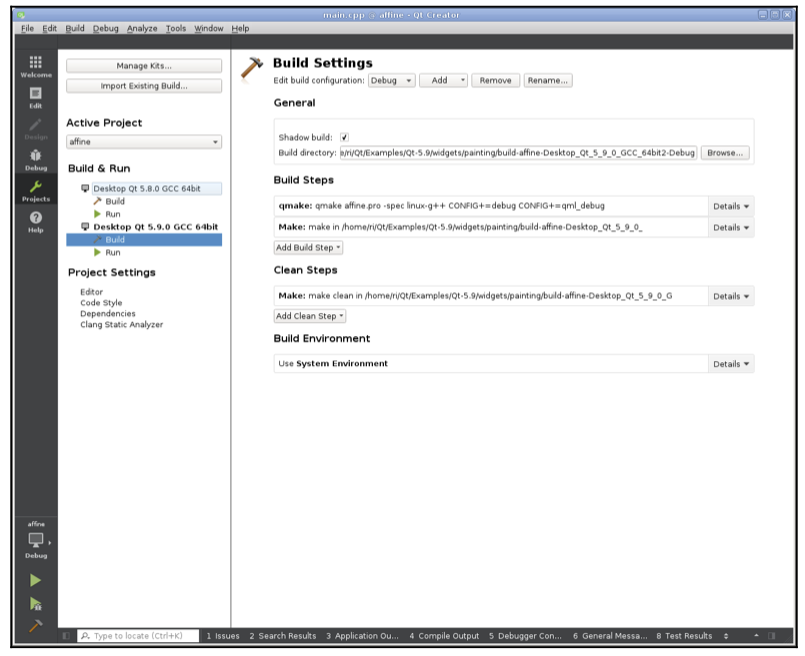 main.cpp @ affine - Qt Creator
File Edit Build Debug Analyze Tools Window Help
Welcome
Edit
Design
Debug
Projects
Help
Manage Kits...
Import Existing Build...
Active Project
affine
Build & Run
Desktop Qt 5.8.0 GCC 64bit
Build
Run
Desktop Qt 5.9.0 GCC 64bit
Build
Run
Project Settings
Editor
Code Style
Dependencies
Clang Static Analyzer
Build Settings
Edit build configuration: Debug Add Remove Rename...
General
Shadow build:
Build directory: e/ri/Qt/Examples/Qt-5.9/widgets/painting/build-affine-Desktop_Qt_5_9_0_GCC_64bit2-Debug Browse...
Build Steps
qmake: qmake affine.pro -spec linux-g++ CONFIG+=debug CONFIG+=qml_debug Details
Make: make in /home/ri/Qt/Examples/Qt-5.9/widgets/painting/build-affine-Desktop_Qt_5_9_0_ Details
Add Build Step
Clean Steps
Make: make clean in /home/ri/Qt/Examples/Qt-5.9/widgets/painting/build-affine-Desktop_Qt_5_9_0_G Details
Add Clean Step
Build Environment
Use System Environment Details
affine
Debug
Type to locate (Ctrl+K) 1 Issues 2 Search Results 3 Application Ou... 4 Compile Output 5 Debugger Con... 6 General Messa... 8 Test Results